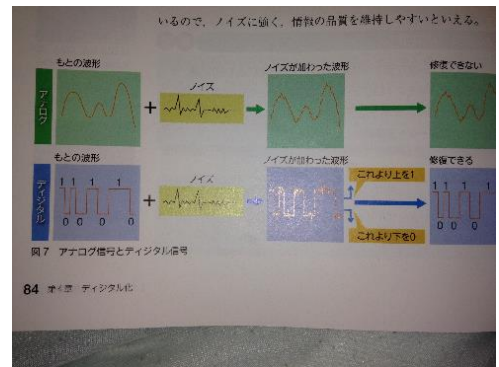 いるので，ノイズに強く，情報の品質を維持しやすいといえる。
アナログ
もとの波形
ノイズ
ノイズが加わった波形
修復できない
+
ディジタル
もとの波形
ノイズ
ノイズが加わった波形
修復できる
1 1 1 1
0 0 0 0
+
これより上を1
これより下を0
1 1 1 1
0 0 0
図7 アナログ信号とディジタル信号
84 第4章 ディジタル化